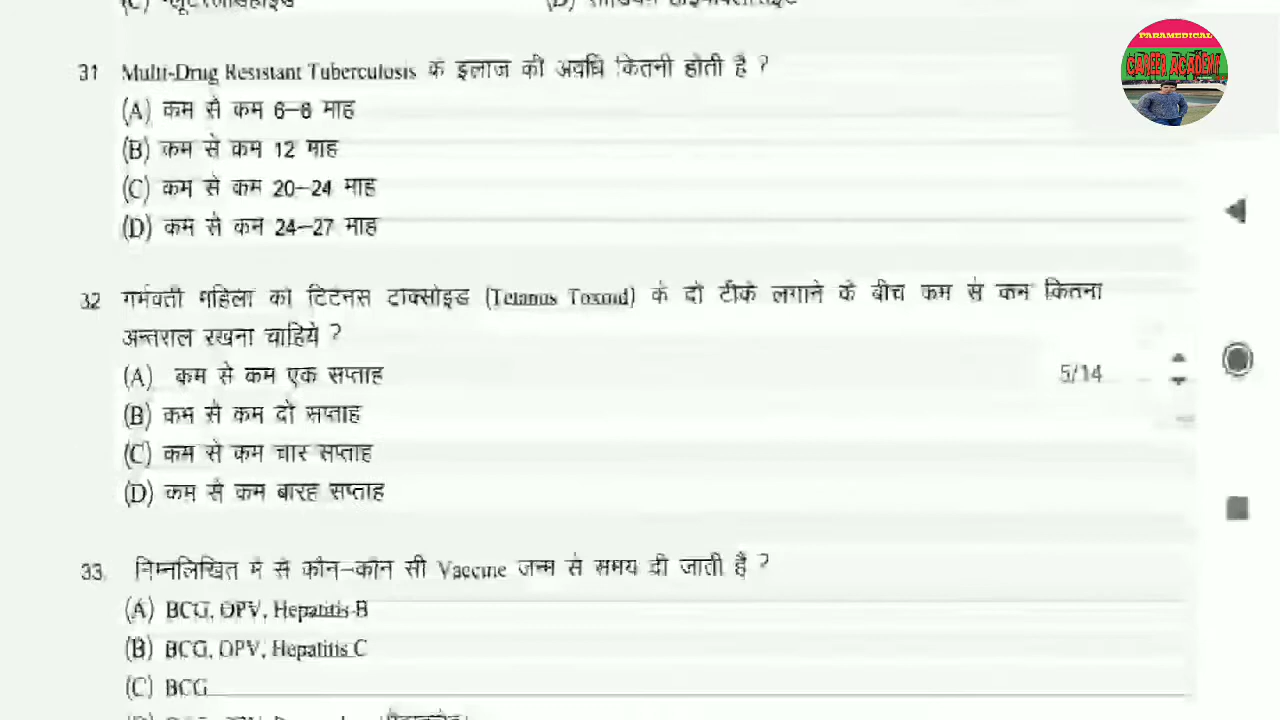 PARAMEDICAL
CAREER ACADEMY
31 Multi-Drug Resistant Tuberculosis के इलाज की अवधि कितनी होती है ?
(A) कम से कम 6–8 माह
(B) कम से कम 12 माह
(C) कम से कम 20–24 माह
(D) कम से कम 24–27 माह
32 गर्भवती महिला को टिटनस टाक्सोइड (Tetanus Toxoid) के दो टीके लगाने के बीच कम से कम कितना
अन्तराल रखना चाहिये ?
(A) कम से कम एक सप्ताह
5/14
(B) कम से कम दो सप्ताह
(C) कम से कम चार सप्ताह
(D) कम से कम बारह सप्ताह
33. निम्नलिखित में से कौन-कौन सी Vaccine जन्म से समय दी जाती है ?
(A) BCG, OPV, Hepatitis-B
(B) BCG, OPV, Hepatitis C
(C) BCG